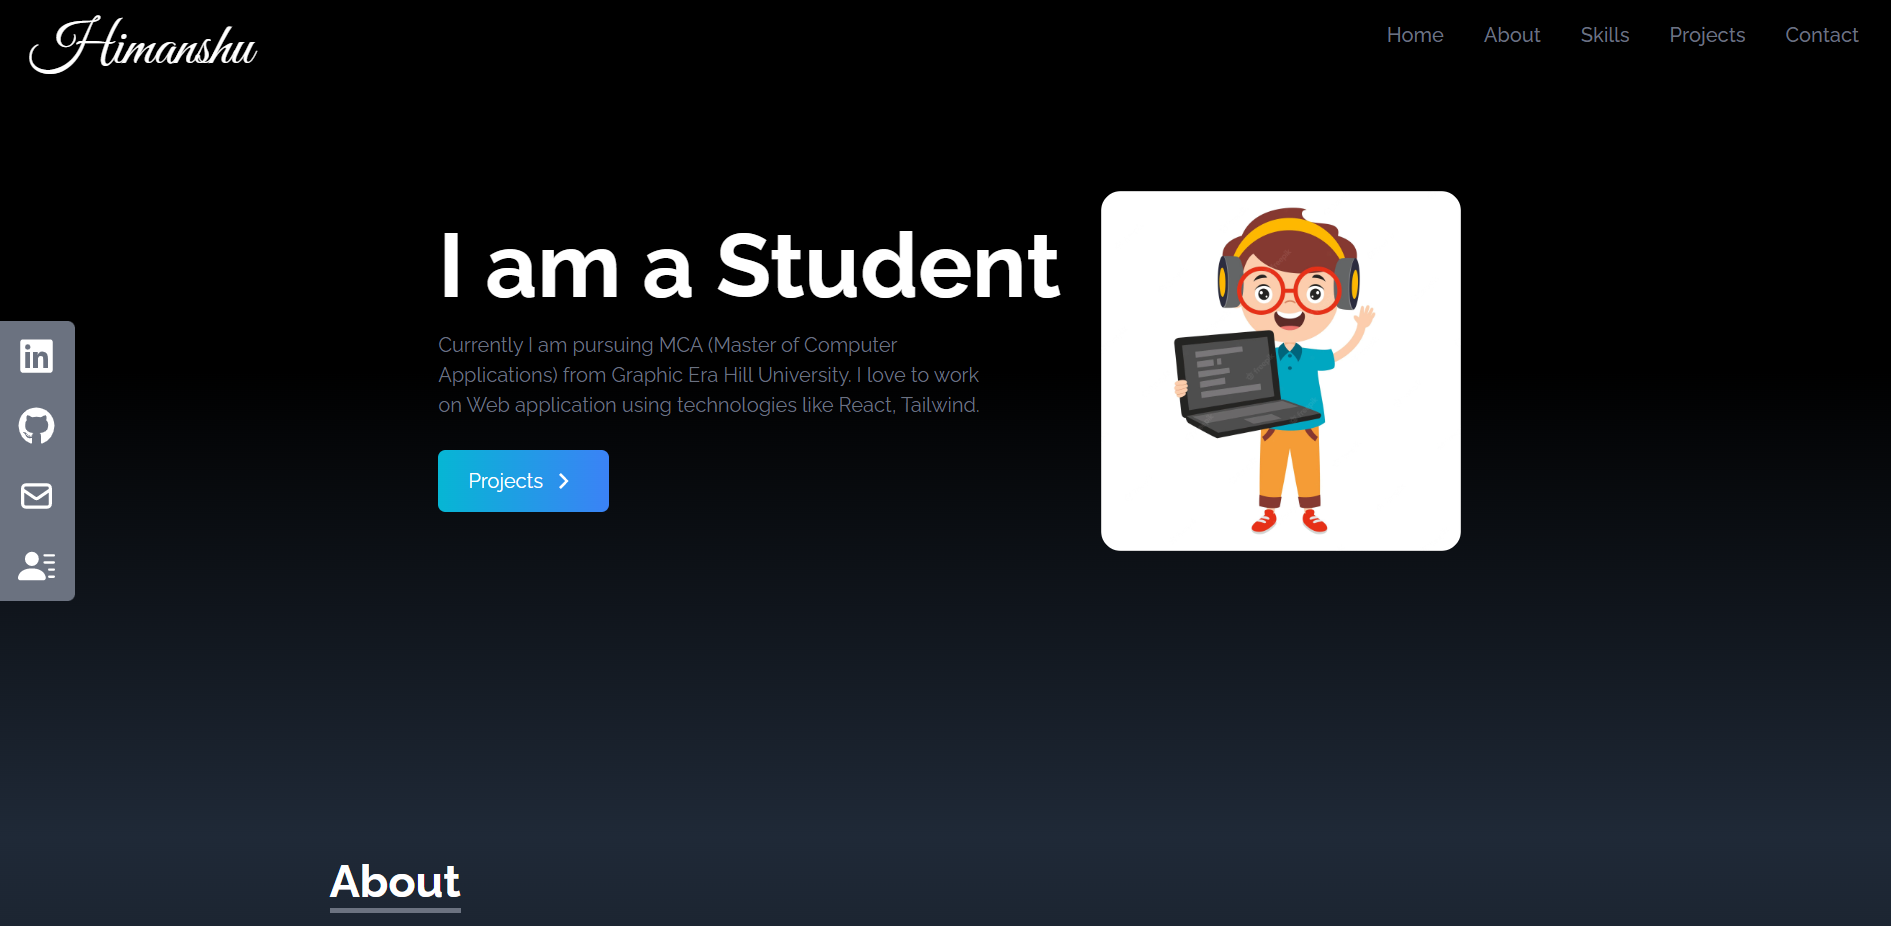 Himanshu
Home About Skills Projects Contact
I am a Student
Currently I am pursuing MCA (Master of Computer
Applications) from Graphic Era Hill University. I love to work
on Web application using technologies like React, Tailwind.
Projects
in
About